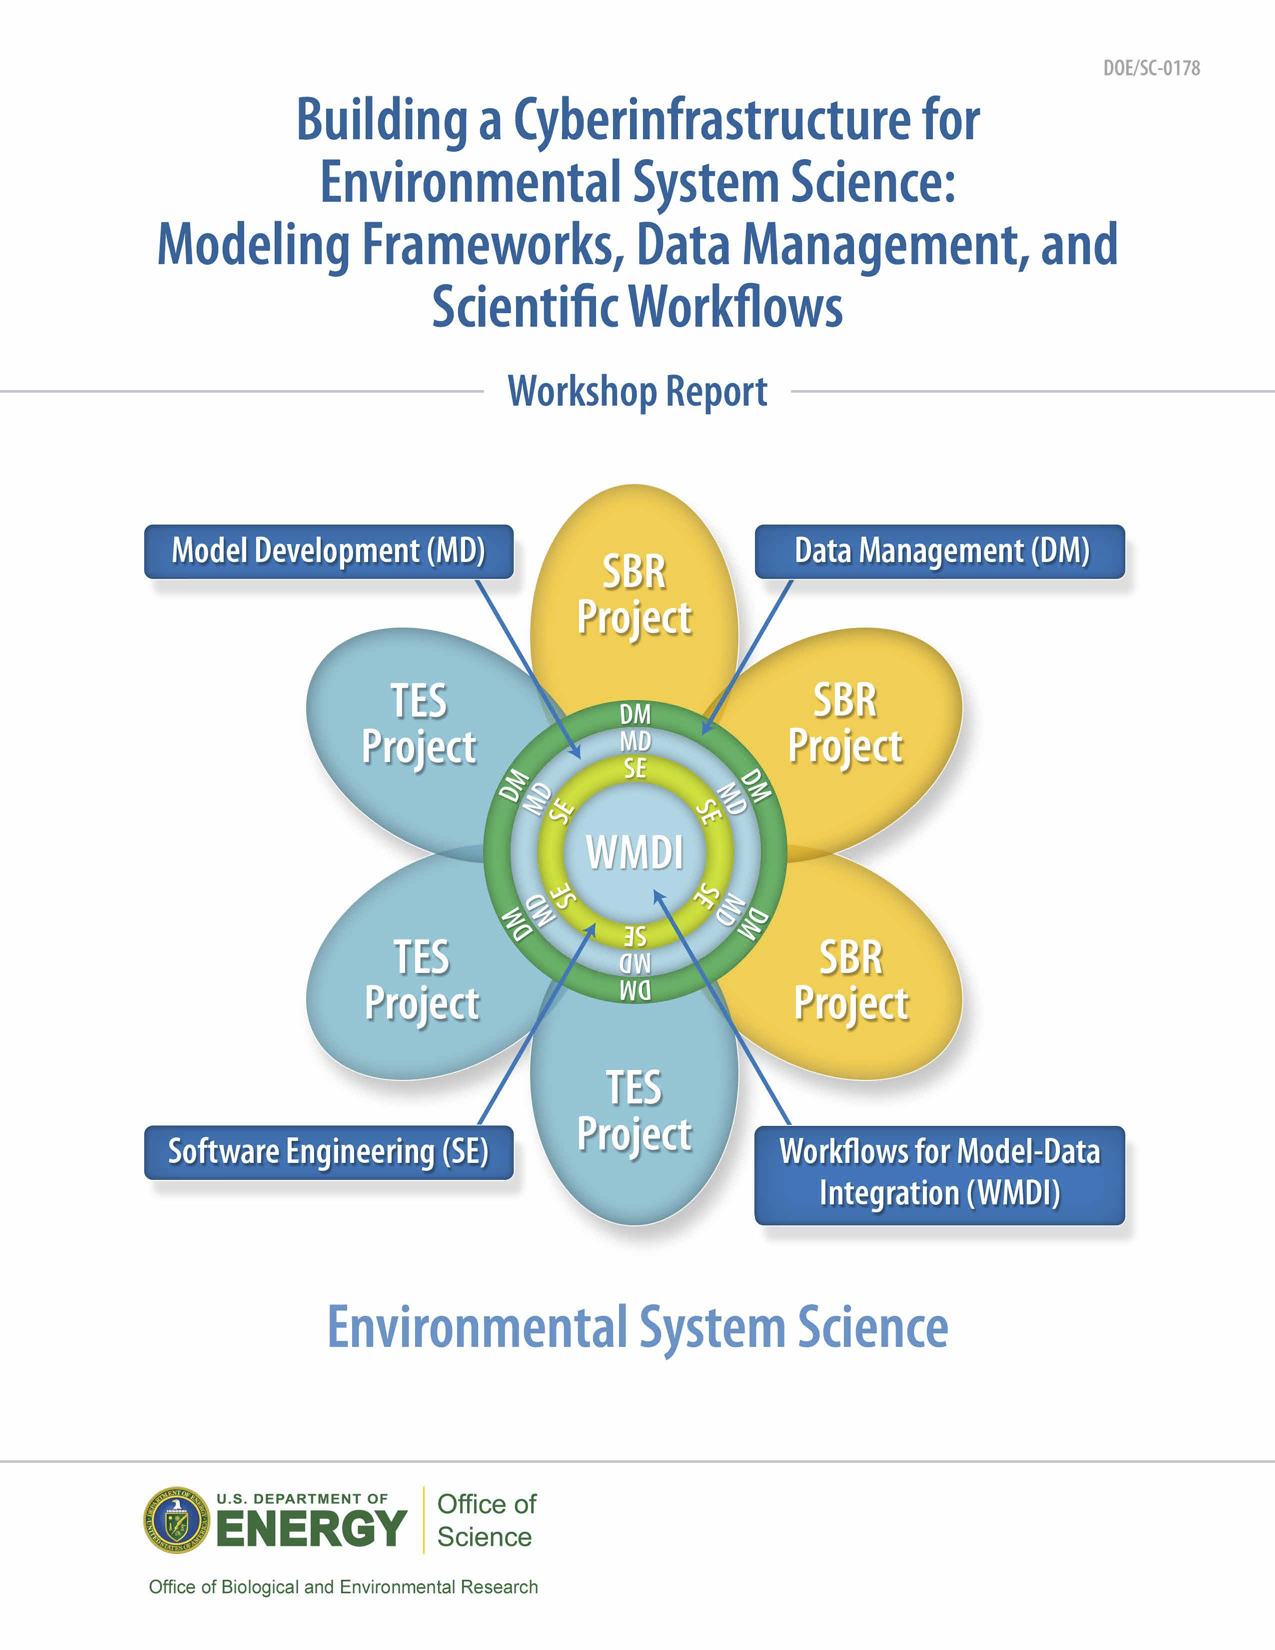 DOE/SC-0178
Building a Cyberinfrastructure for
Environmental System Science:
Modeling Frameworks, Data Management, and
Scientific Workflows
Workshop Report
Model Development (MD)
Data Management (DM)
SBR
Project
TES
Project
SBR
Project
DM
MD
SE
DM
MD
SE
DM
MD
SE
WMDI
DM
MD
SE
DM
MD
SE
SE
MD
DM
TES
Project
SBR
Project
TES
Project
Software Engineering (SE)
Workflows for Model-Data
Integration (WMDI)
Environmental System Science
U.S. DEPARTMENT OF
ENERGY
Office of
Science
Office of Biological and Environmental Research